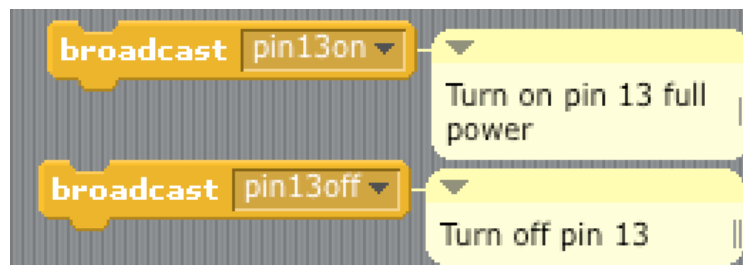 broadcast pin13on
Turn on pin 13 full
power
broadcast pin13off
Turn off pin 13